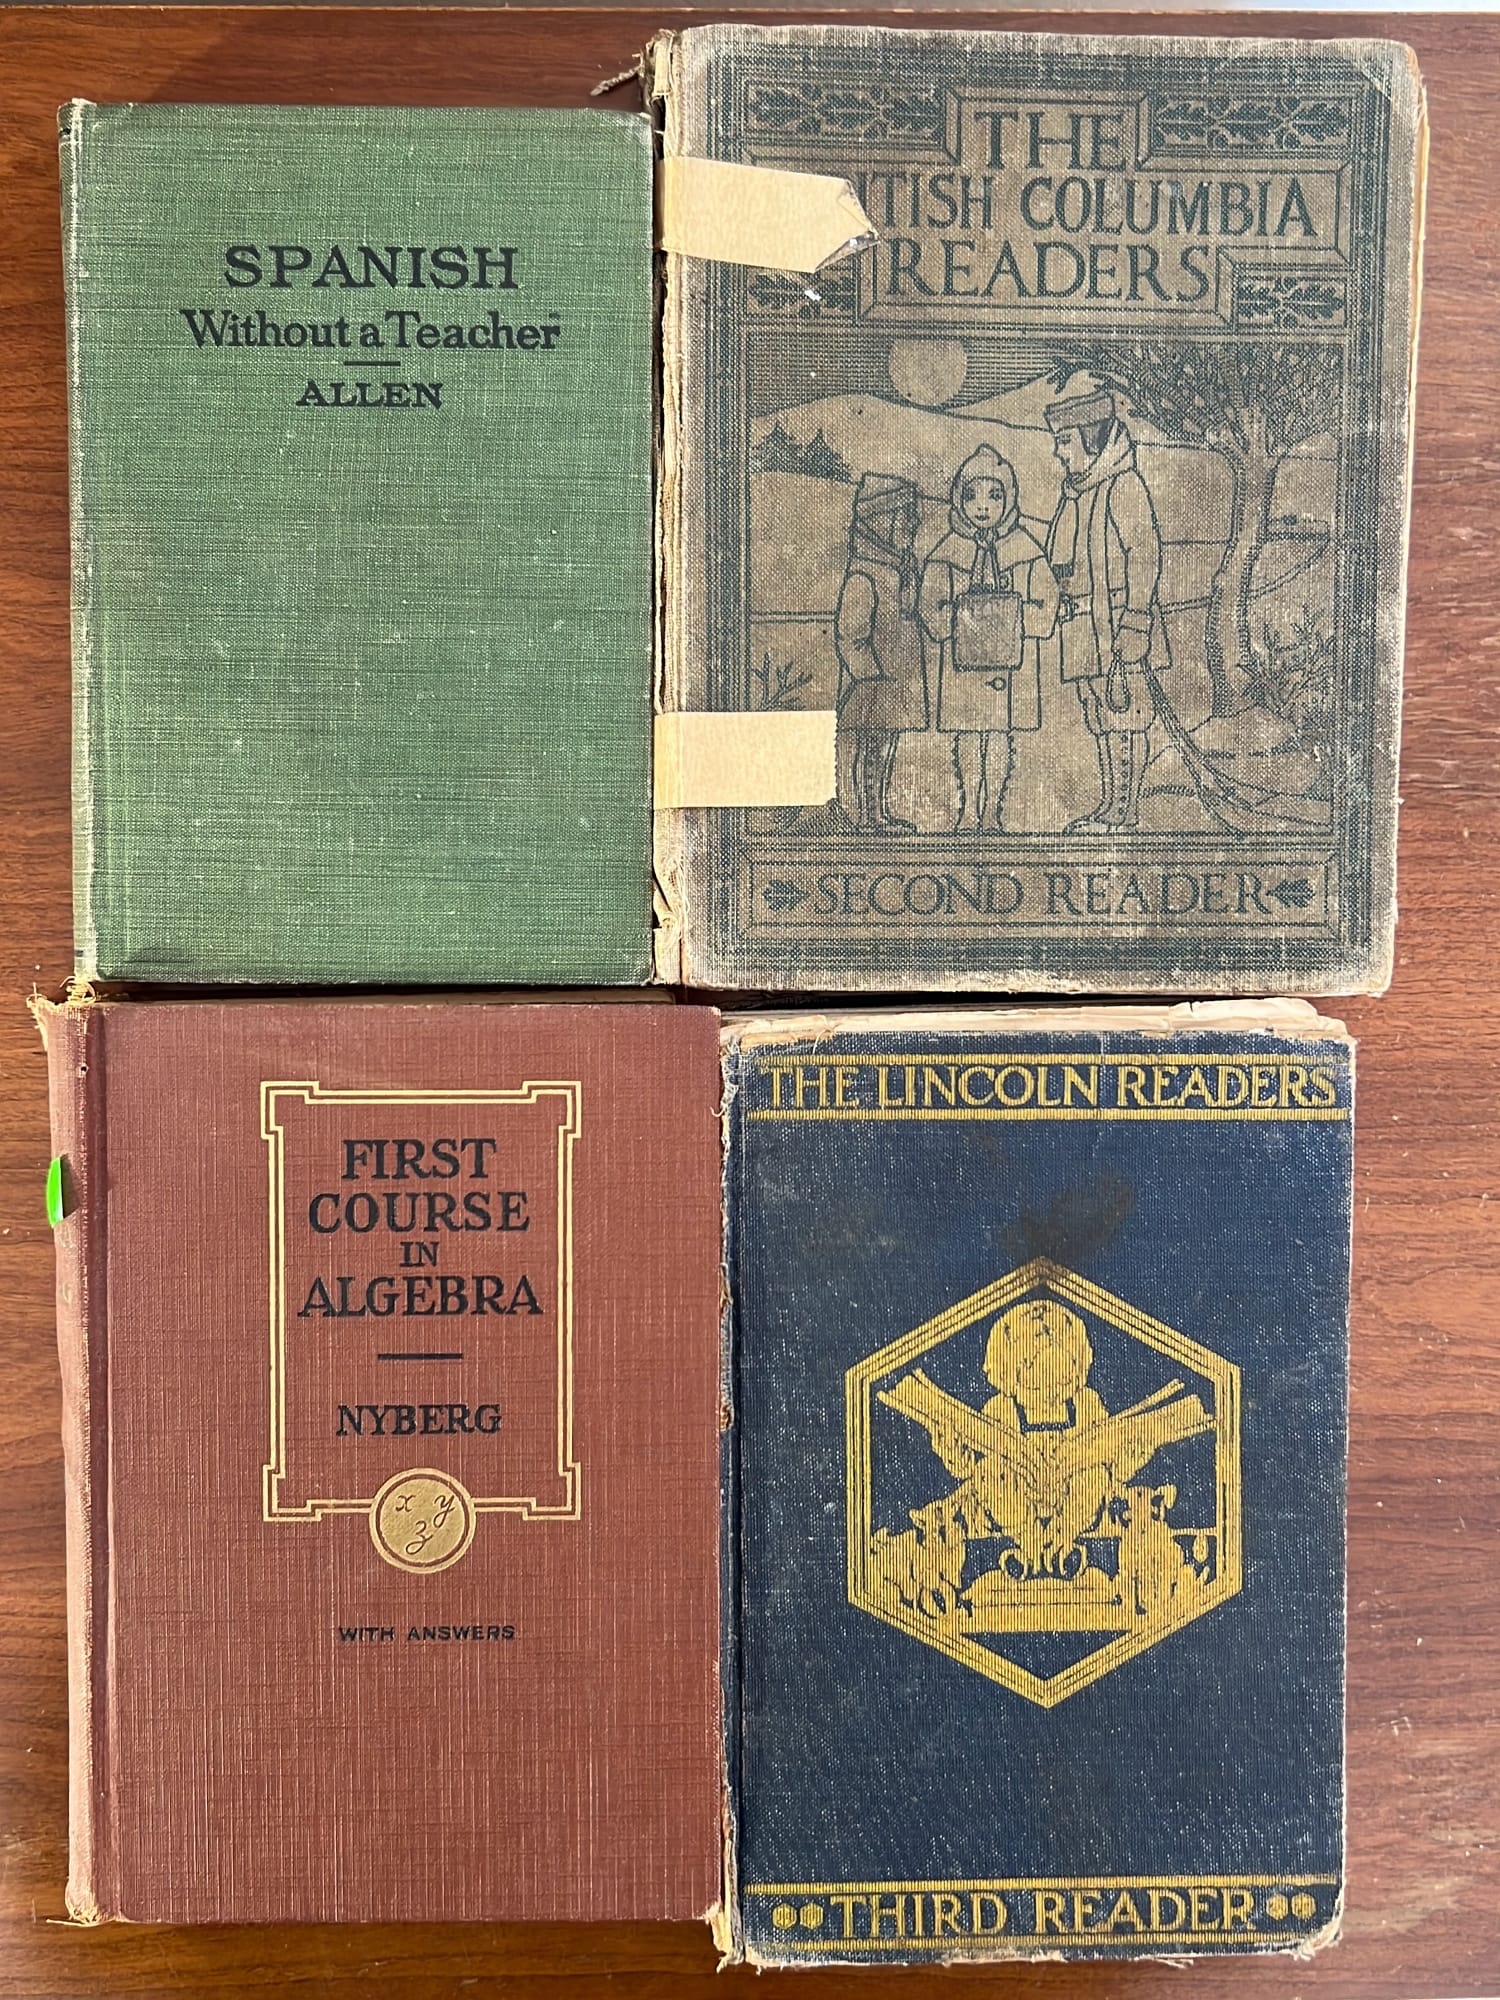 SPANISH
Without a Teacher
ALLEN
THE
ITISH COLUMBIA
READERS
SECOND READER
FIRST
COURSE
IN
ALGEBRA
NYBERG
x y
z
WITH ANSWERS
THE LINCOLN READERS
THIRD READER